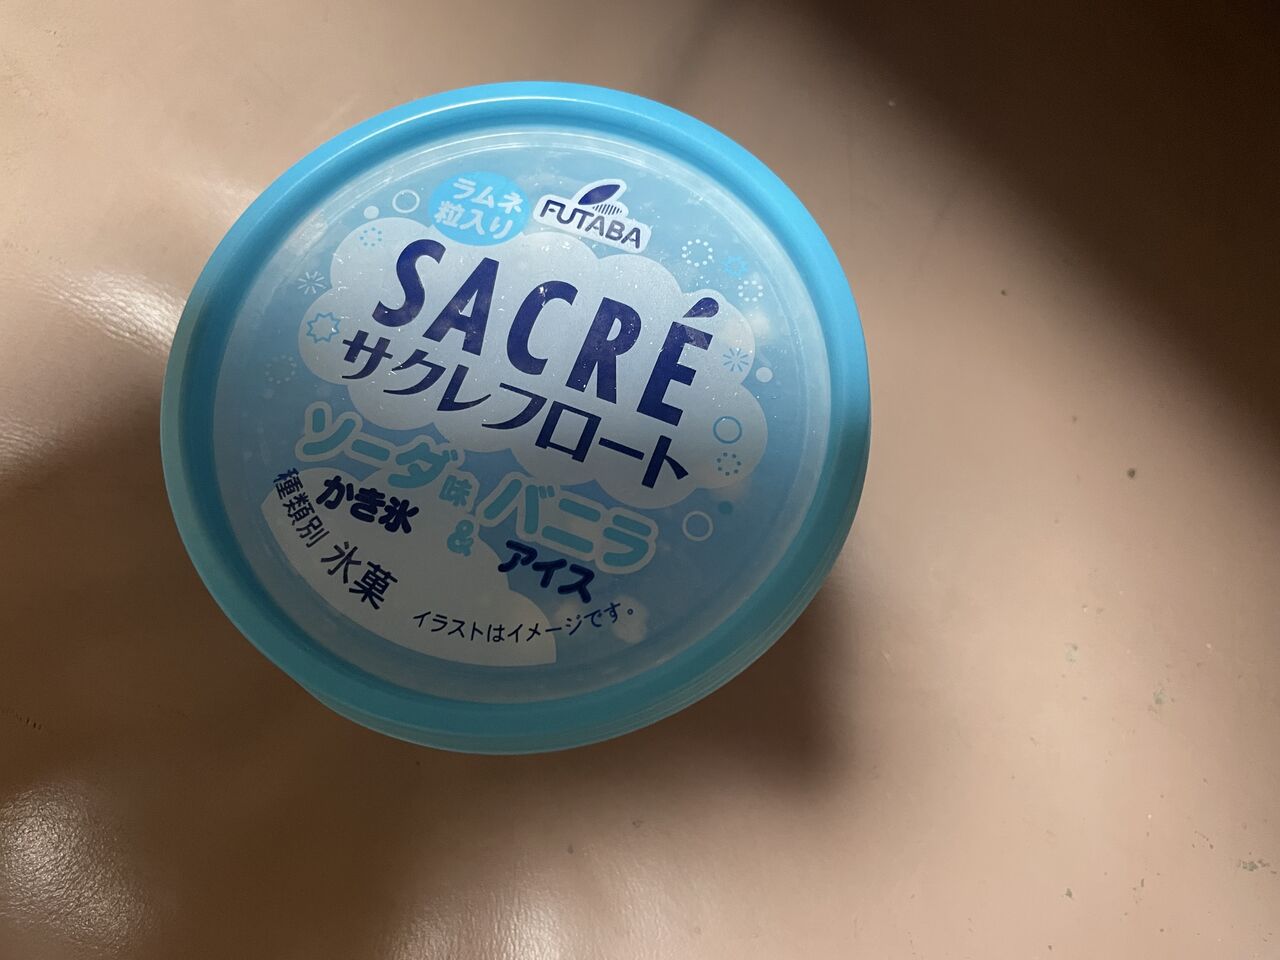 ラムネ
粒入り
FUTABA
SACRÉ
サクレフロート
ソーダ味
かき氷
&
バニラ
アイス
種類別 氷菓
イラストはイメージです。